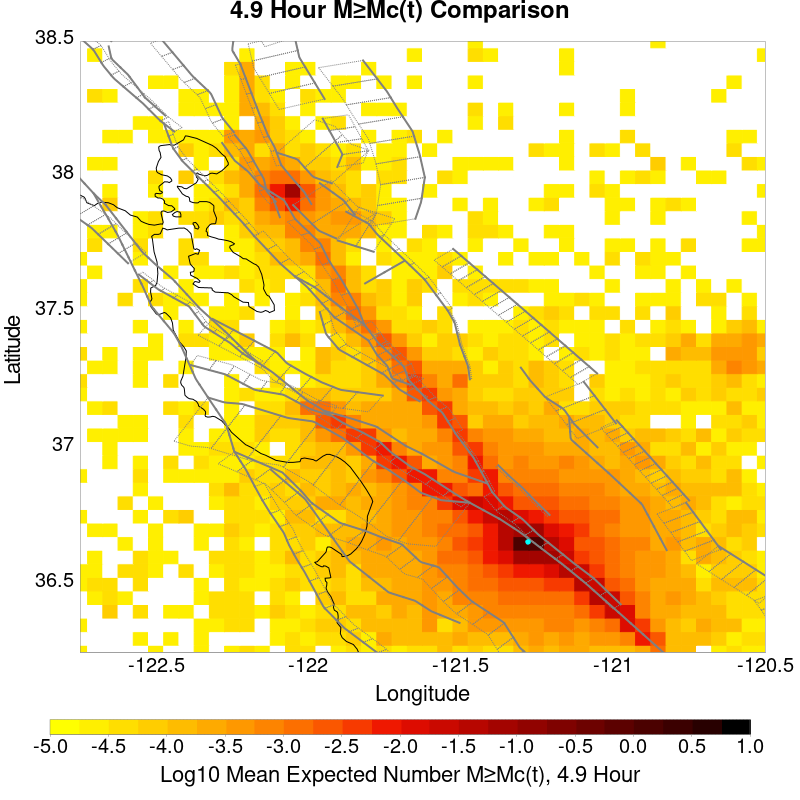 4.9 Hour M≥Mc(t) Comparison
38.5
38
37.5
37
36.5
Latitude
-122.5 -122 -121.5 -121 -120.5
Longitude
-5.0 -4.5 -4.0 -3.5 -3.0 -2.5 -2.0 -1.5 -1.0 -0.5 0.0 0.5 1.0
Log10 Mean Expected Number M≥Mc(t), 4.9 Hour